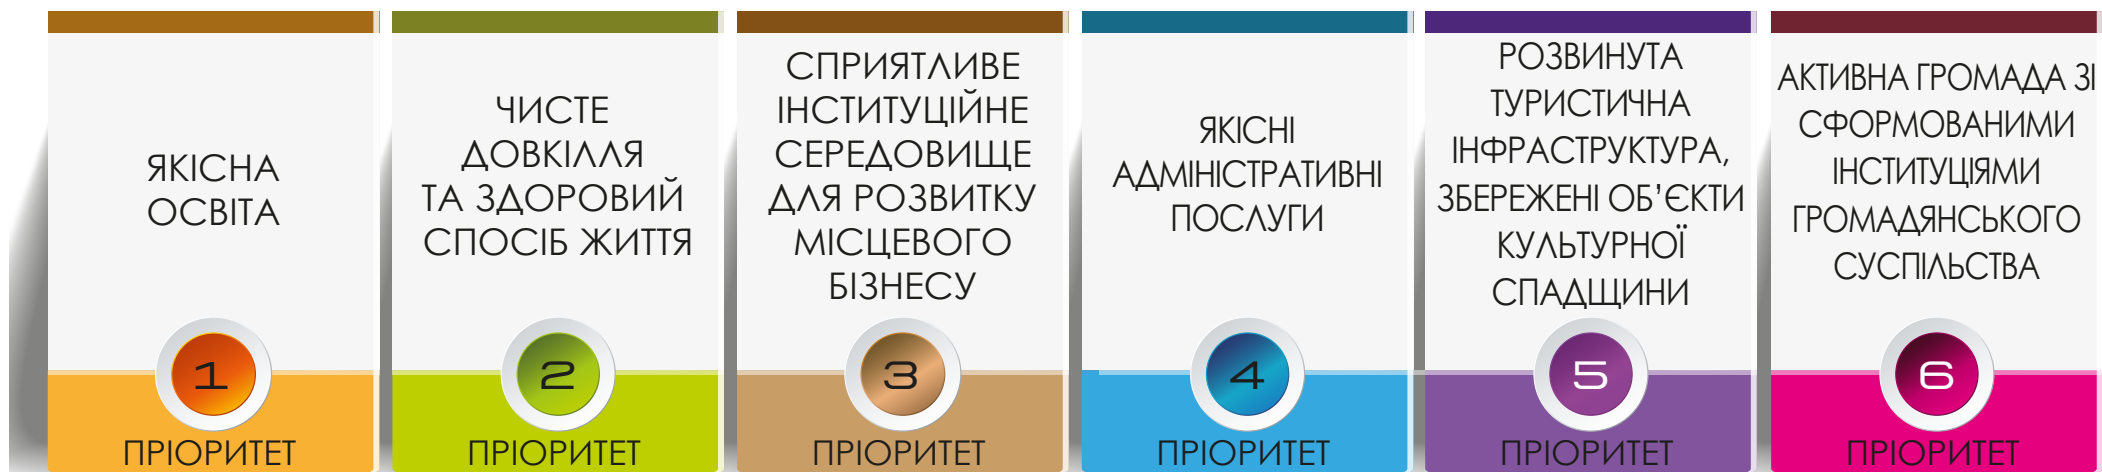 ЯКІСНА
ОСВІТА
1
ПРІОРИТЕТ
ЧИСТЕ
ДОВКІЛЛЯ
ТА ЗДОРОВИЙ
СПОСІБ ЖИТТЯ
2
ПРІОРИТЕТ
СПРИЯТЛИВЕ
ІНСТИТУЦІЙНЕ
СЕРЕДОВИЩЕ
ДЛЯ РОЗВИТКУ
МІСЦЕВОГО
БІЗНЕСУ
3
ПРІОРИТЕТ
ЯКІСНІ
АДМІНІСТРАТИВНІ
ПОСЛУГИ
4
ПРІОРИТЕТ
РОЗВИНУТА
ТУРИСТИЧНА
ІНФРАСТРУКТУРА,
ЗБЕРЕЖЕНІ ОБ’ЄКТИ
КУЛЬТУРНОЇ
СПАДЩИНИ
5
ПРІОРИТЕТ
АКТИВНА ГРОМАДА ЗІ
СФОРМОВАНИМИ
ІНСТИТУЦІЯМИ
ГРОМАДЯНСЬКОГО
СУСПІЛЬСТВА
6
ПРІОРИТЕТ